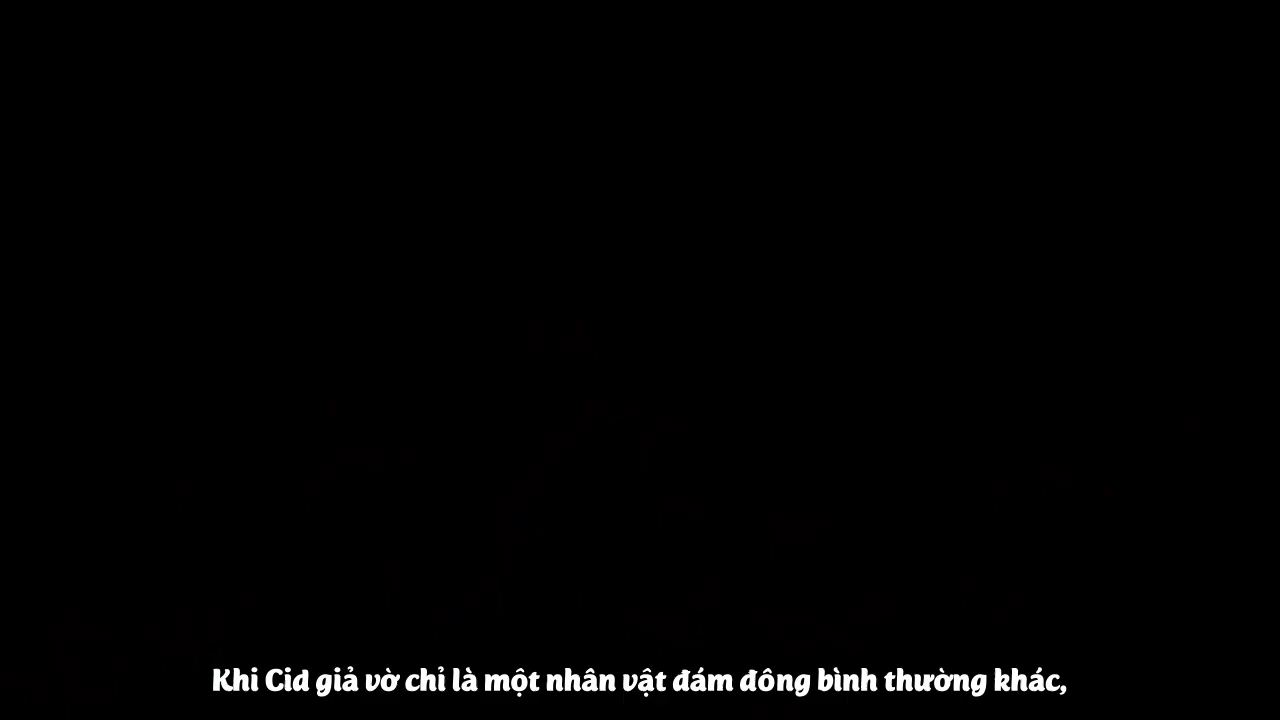 Khi Cid giả vờ chỉ là một nhân vật đám đông bình thường khác,